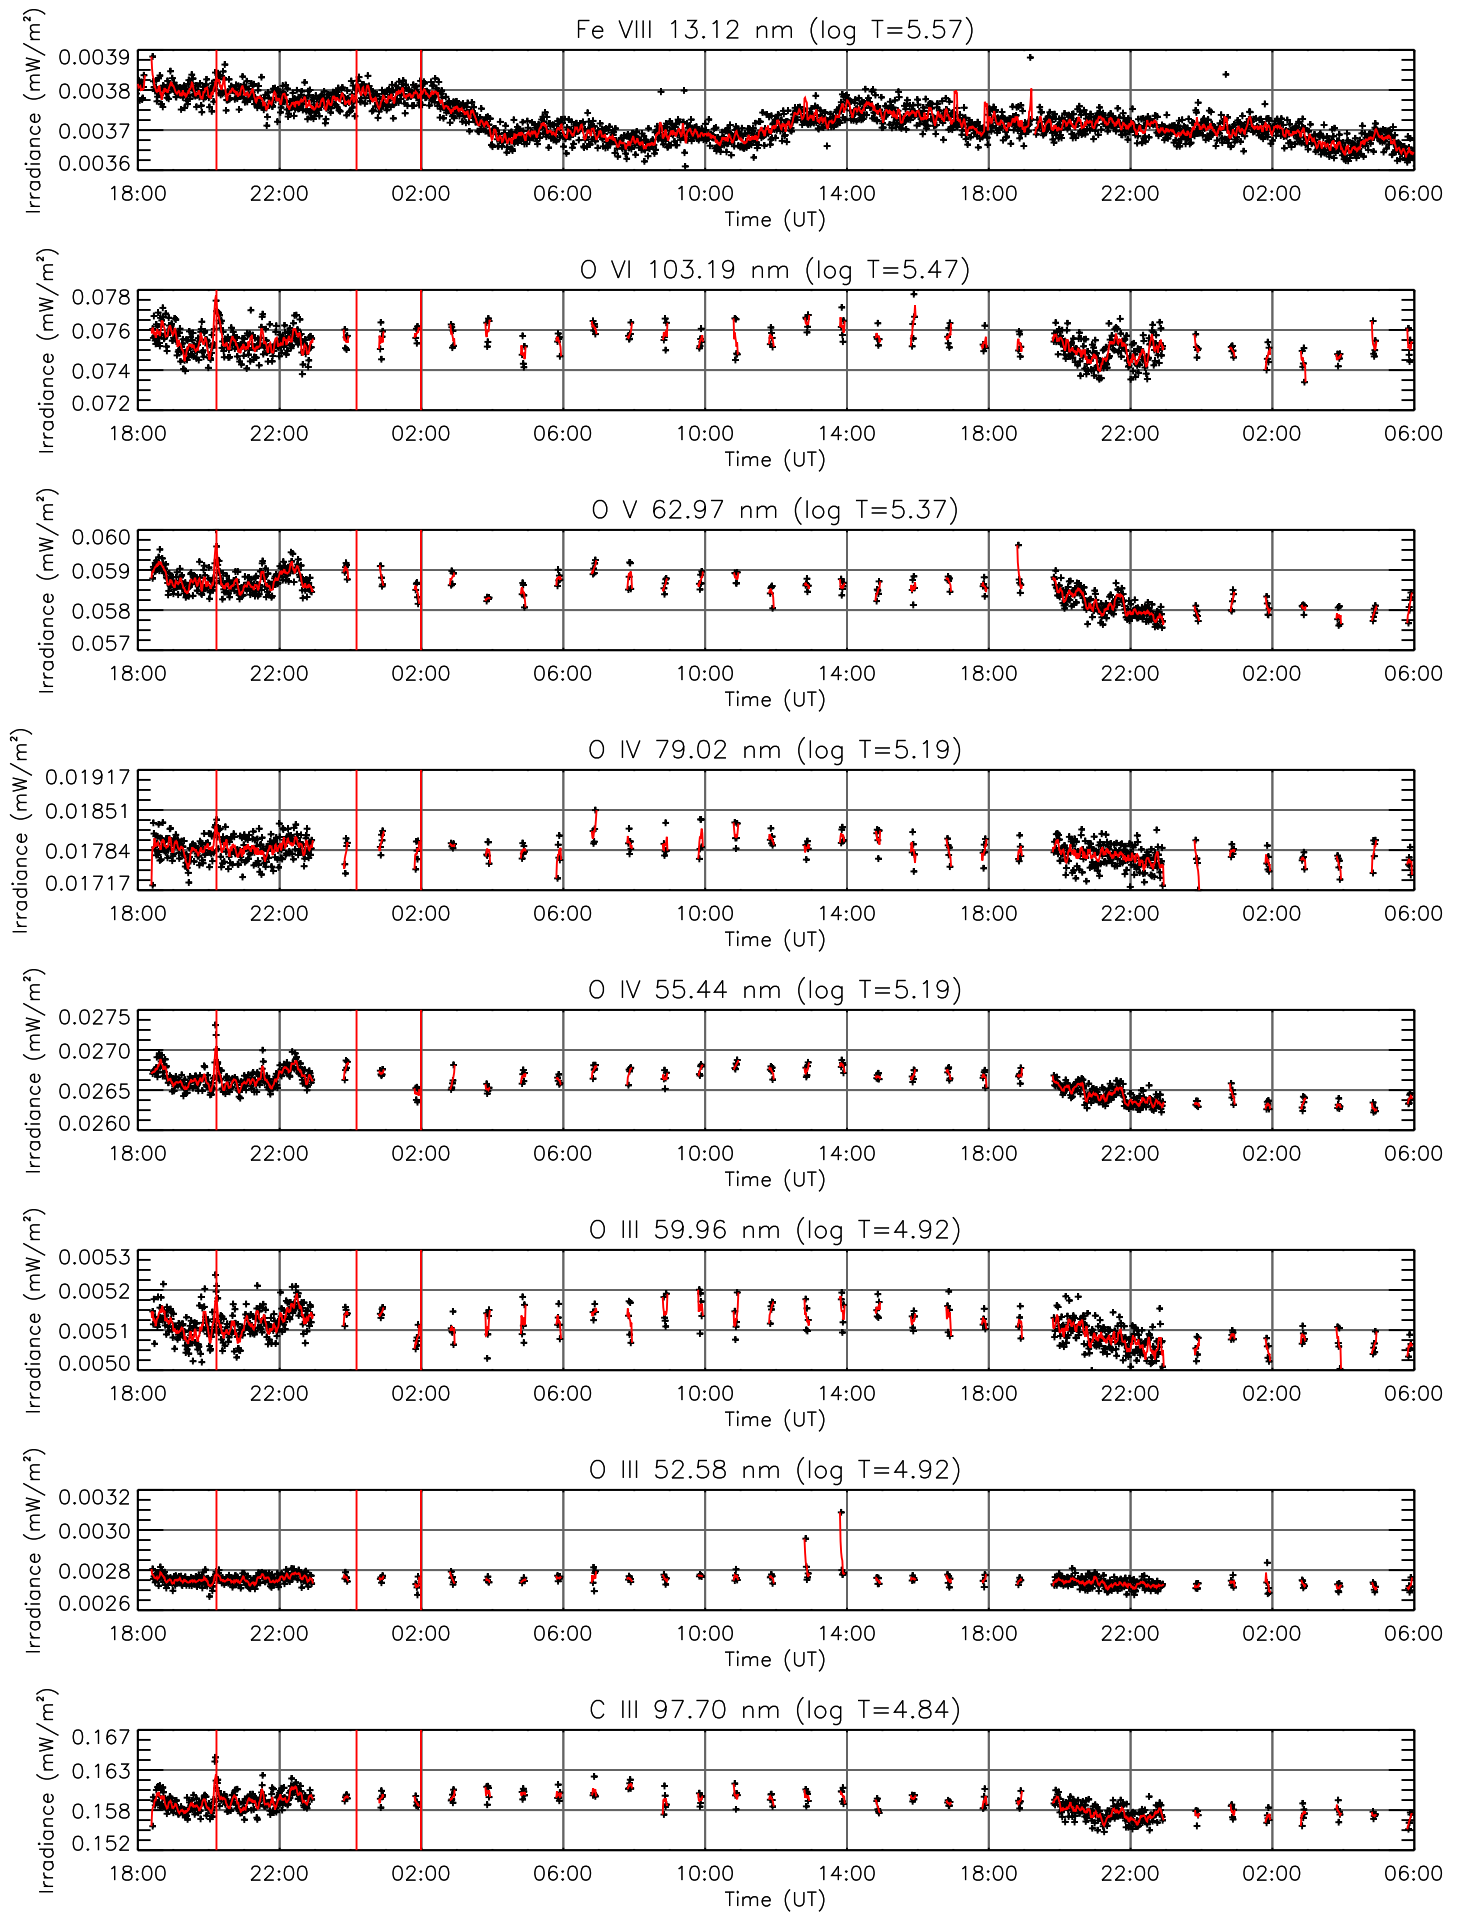 Fe VIII 13.12 nm (log T=5.57)
Irradiance (mW/m²)
0.0039
0.0038
0.0037
0.0036
18:00 22:00 02:00 06:00 10:00 14:00 18:00 22:00 02:00 06:00
Time (UT)
O VI 103.19 nm (log T=5.47)
Irradiance (mW/m²)
0.078
0.076
0.074
0.072
18:00 22:00 02:00 06:00 10:00 14:00 18:00 22:00 02:00 06:00
Time (UT)
O V 62.97 nm (log T=5.37)
Irradiance (mW/m²)
0.060
0.059
0.058
0.057
18:00 22:00 02:00 06:00 10:00 14:00 18:00 22:00 02:00 06:00
Time (UT)
O IV 79.02 nm (log T=5.19)
Irradiance (mW/m²)
0.01917
0.01851
0.01784
0.01717
18:00 22:00 02:00 06:00 10:00 14:00 18:00 22:00 02:00 06:00
Time (UT)
O IV 55.44 nm (log T=5.19)
Irradiance (mW/m²)
0.0275
0.0270
0.0265
0.0260
18:00 22:00 02:00 06:00 10:00 14:00 18:00 22:00 02:00 06:00
Time (UT)
O III 59.96 nm (log T=4.92)
Irradiance (mW/m²)
0.0053
0.0052
0.0051
0.0050
18:00 22:00 02:00 06:00 10:00 14:00 18:00 22:00 02:00 06:00
Time (UT)
O III 52.58 nm (log T=4.92)
Irradiance (mW/m²)
0.0032
0.0030
0.0028
0.0026
18:00 22:00 02:00 06:00 10:00 14:00 18:00 22:00 02:00 06:00
Time (UT)
C III 97.70 nm (log T=4.84)
Irradiance (mW/m²)
0.167
0.163
0.158
0.152
18:00 22:00 02:00 06:00 10:00 14:00 18:00 22:00 02:00 06:00
Time (UT)